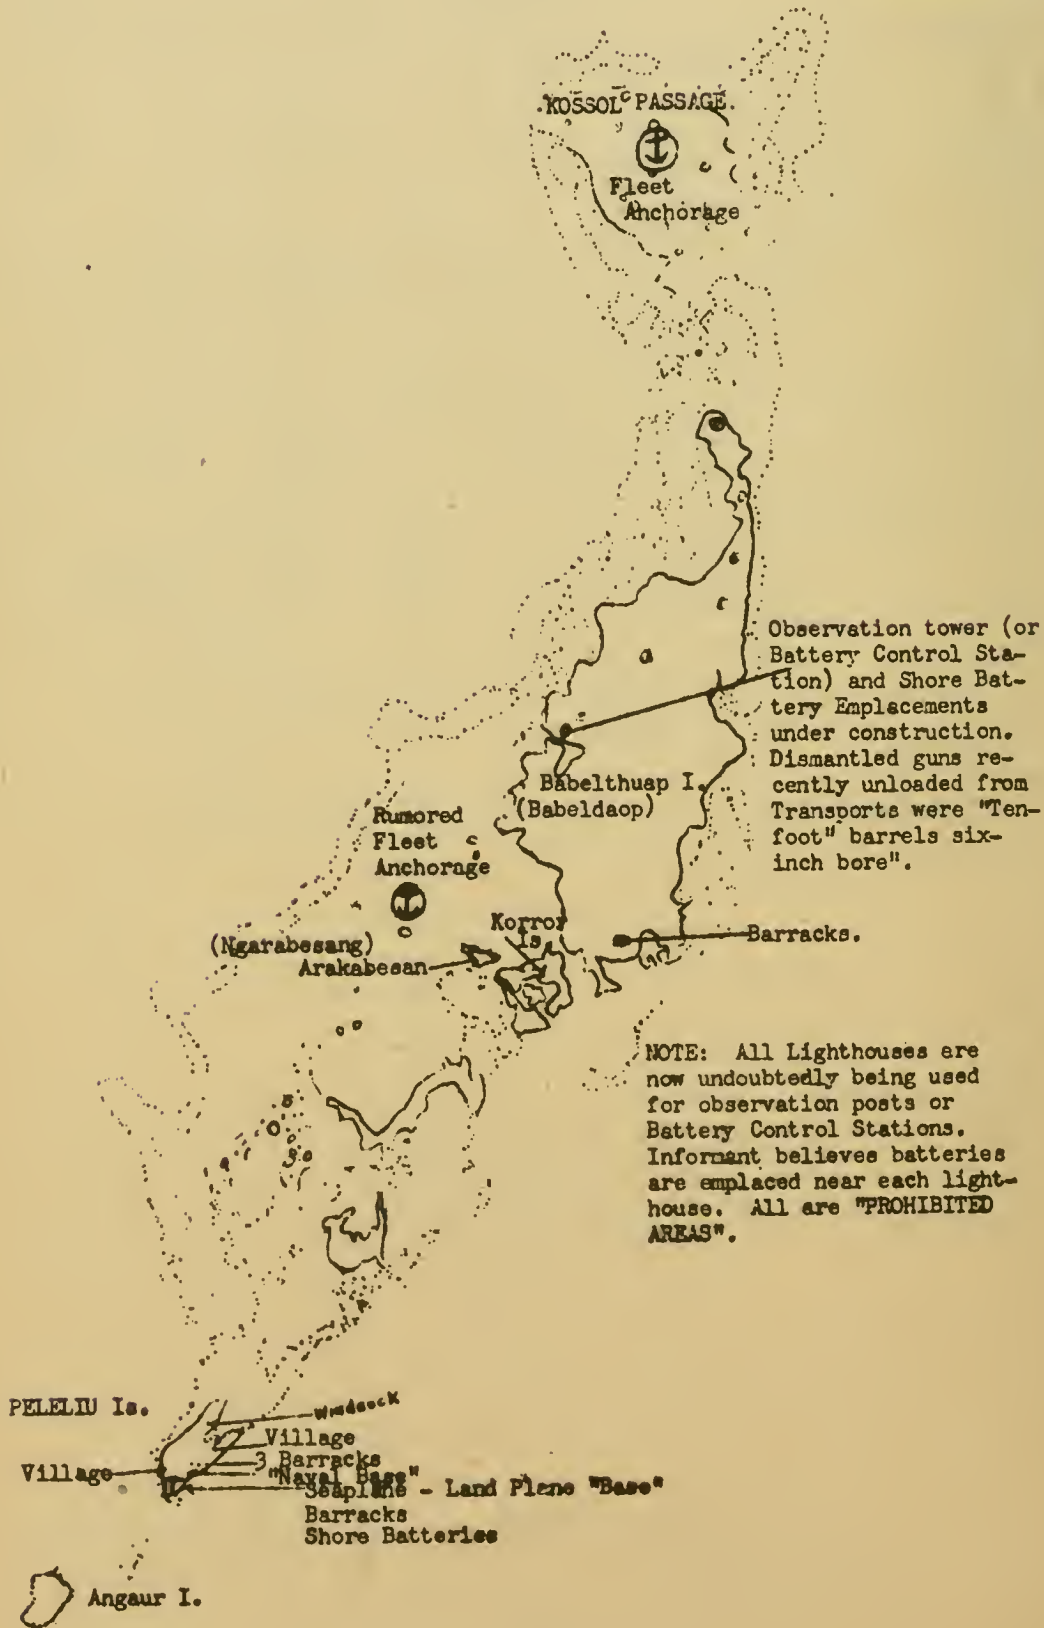 KOSSOL PASSAGE.
Fleet
Anchorage
Observation tower (or
Battery Control Sta-
tion) and Shore Bat-
tery Emplacements
under construction.
Dismantled guns re-
cently unloaded from
Transports were "Ten-
foot" barrels six-
inch bore".
Babelthuap I.
(Babeldaop)
Rumored
Fleet
Anchorage
Korror
Is.
(Ngarabesang)
Arakabesan
Barracks.
NOTE: All Lighthouses are
now undoubtedly being used
for observation posts or
Battery Control Stations.
Informant believes batteries
are emplaced near each light-
house. All are "PROHIBITED
AREAS".
PELELIU Is.
Windsock
Village
Village
3 Barracks
"Naval Base"
Seaplane - Land Plane "Base"
Barracks
Shore Batteries
Angaur I.